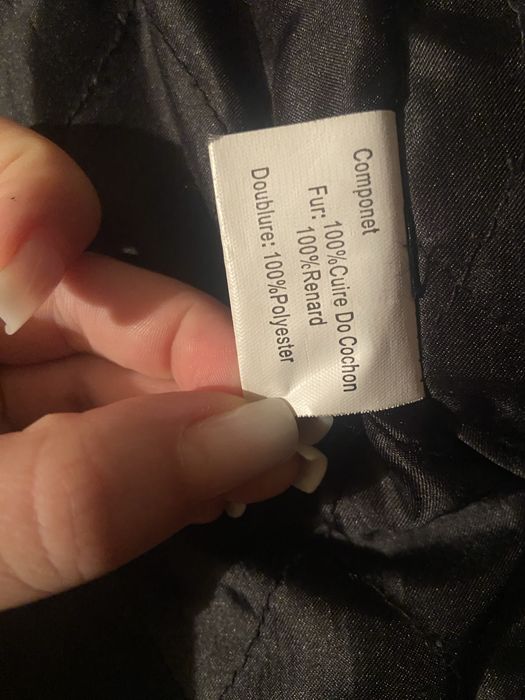 Componet
Fur: 100%Cuire Do Cochon
100%Renard
Doublure: 100%Polyester